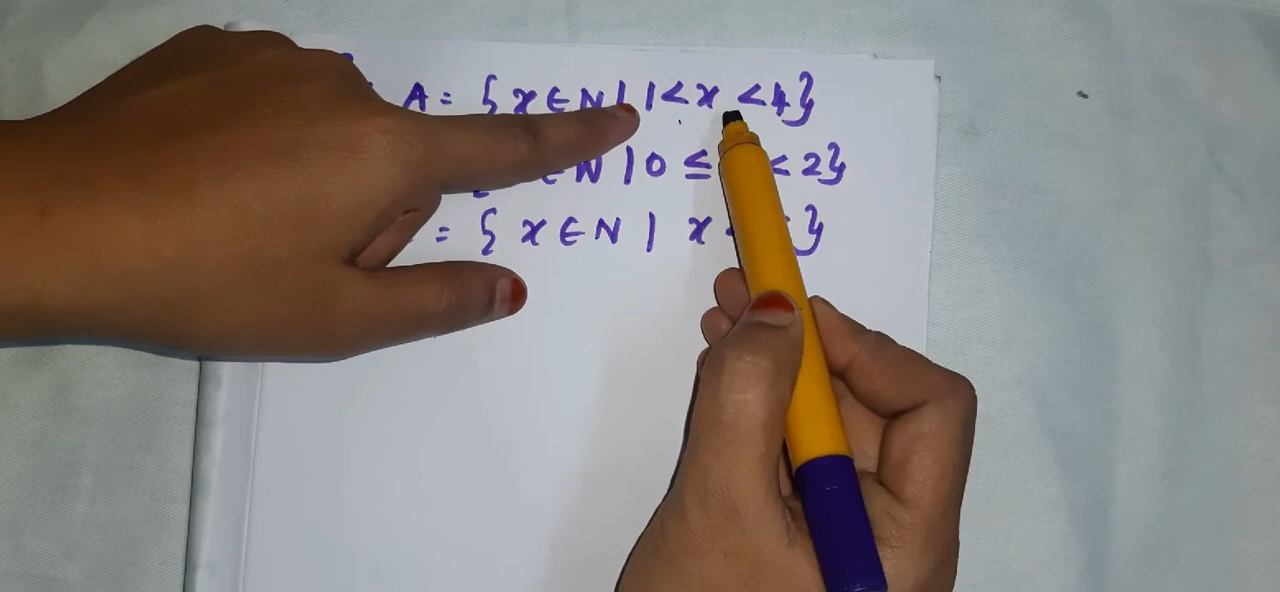 A = { x ∈ N | 1 < x < 4 }
∈ N | 0 ≤ < 2 }
= { x ∈ N | x }